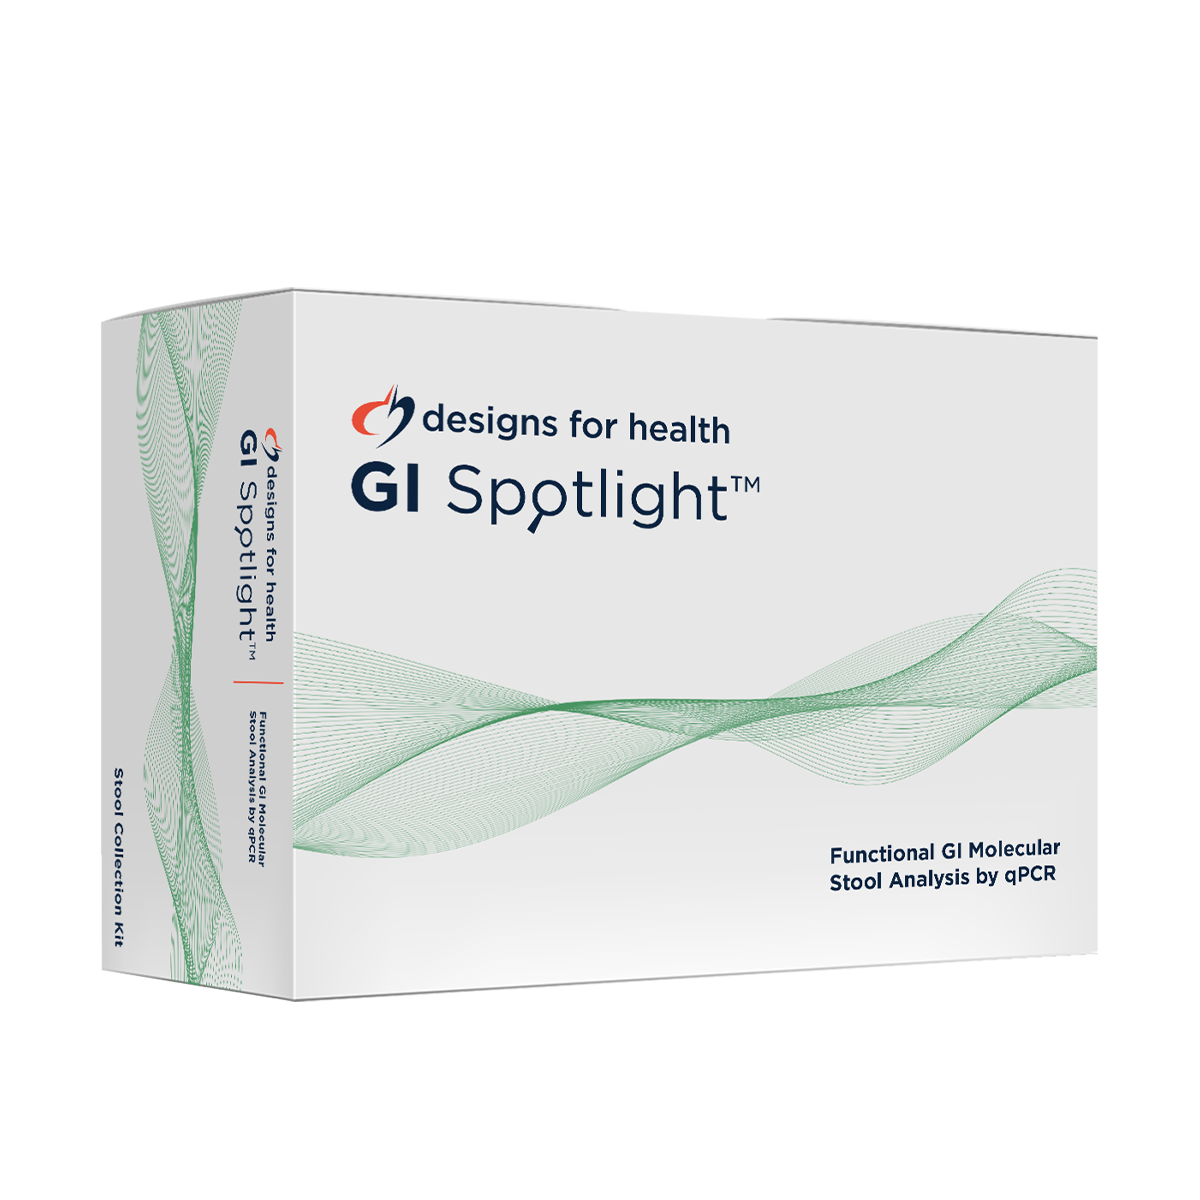 designs for health
GI Spotlight™
Functional GI Molecular
Stool Analysis by qPCR
designs for health
GI Spotlight™
Functional GI Molecular
Stool Analysis by qPCR
Stool Collection Kit